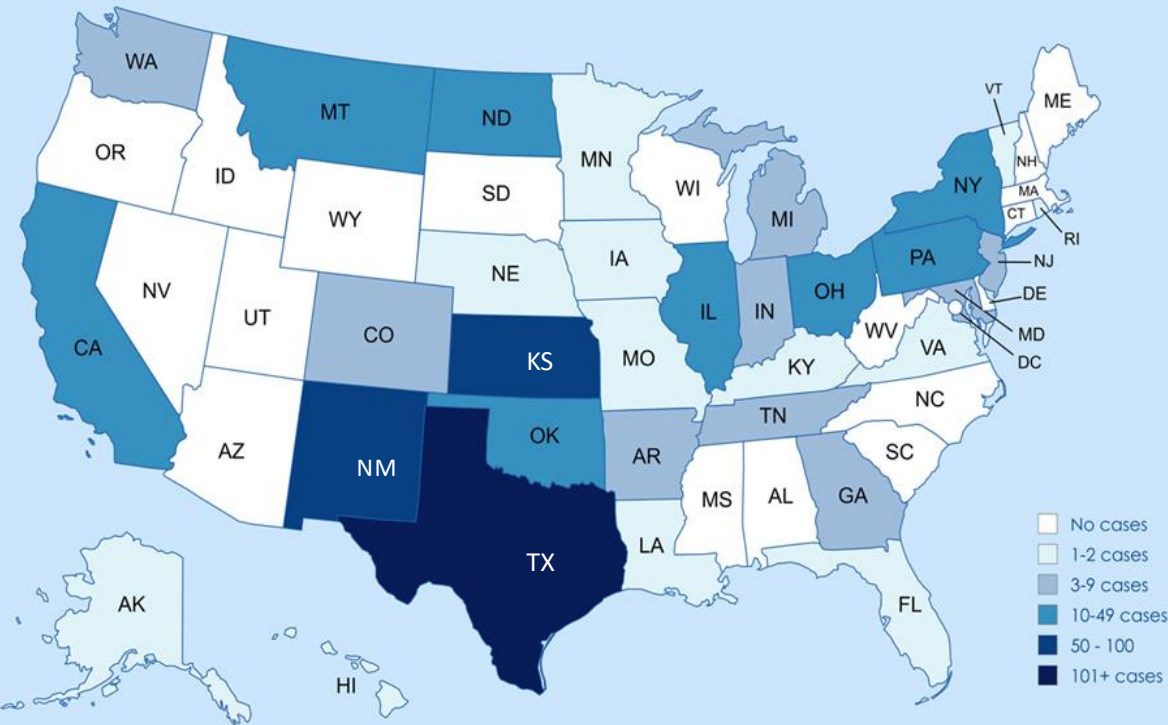 WA
MT
ND
MN
VT
ME
OR
ID
SD
WI
NH
NY
MA
WY
MI
CT
RI
NE
IA
PA
NJ
NV
UT
CO
IL
IN
OH
DE
MD
DC
CA
KS
MO
WV
VA
KY
NC
TN
AZ
NM
OK
AR
SC
MS
AL
GA
TX
LA
FL
AK
HI
No cases
1-2 cases
3-9 cases
10-49 cases
50 - 100
101+ cases